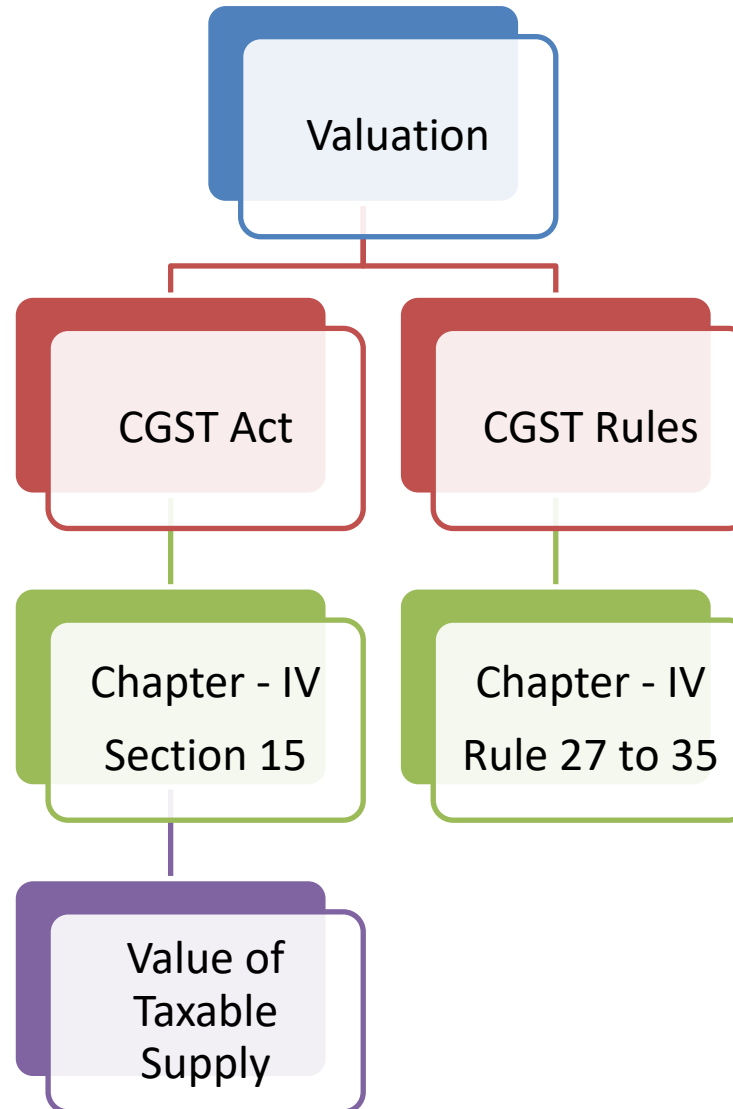 Valuation
CGST Act
CGST Rules
Chapter - IV
Section 15
Chapter - IV
Rule 27 to 35
Value of
Taxable
Supply